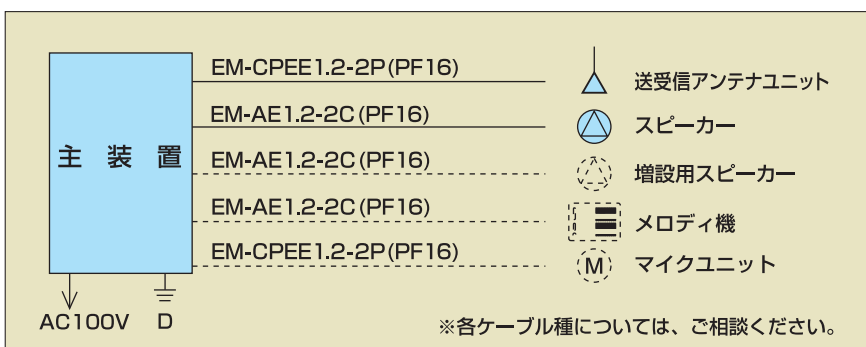 EM-CPEE1.2-2P(PF16)
送受信アンテナユニット
EM-AE1.2-2C(PF16)
スピーカー
主装置
EM-AE1.2-2C(PF16)
増設用スピーカー
EM-AE1.2-2C(PF16)
メロディ機
EM-CPEE1.2-2P(PF16)
M
マイクユニット
AC100V
D
※各ケーブル種については、ご相談ください。